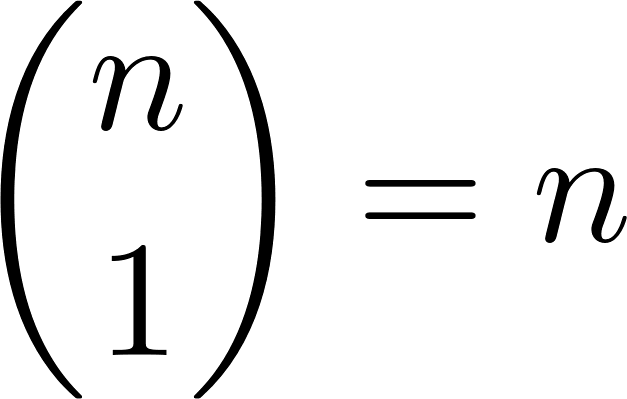 $\binom{n}{1} = n$